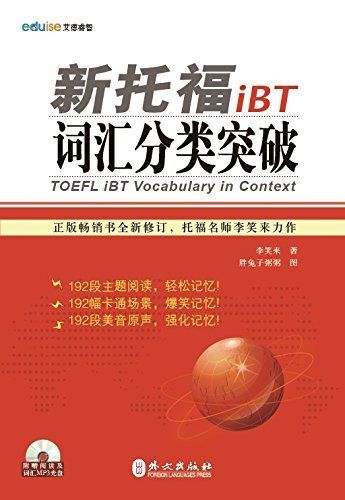 eduise 艾德睿智
新托福iBT
词汇分类突破
TOEFL iBT Vocabulary in Context
正版畅销书全新修订，托福名师李笑来力作
李笑来 著
胖兔子粥粥 图
192段主题阅读，轻松记忆！
192幅卡通场景，爆笑记忆！
192段美音原声，强化记忆！
附赠阅读及
词汇MP3光盘
外文出版社
FOREIGN LANGUAGES PRESS